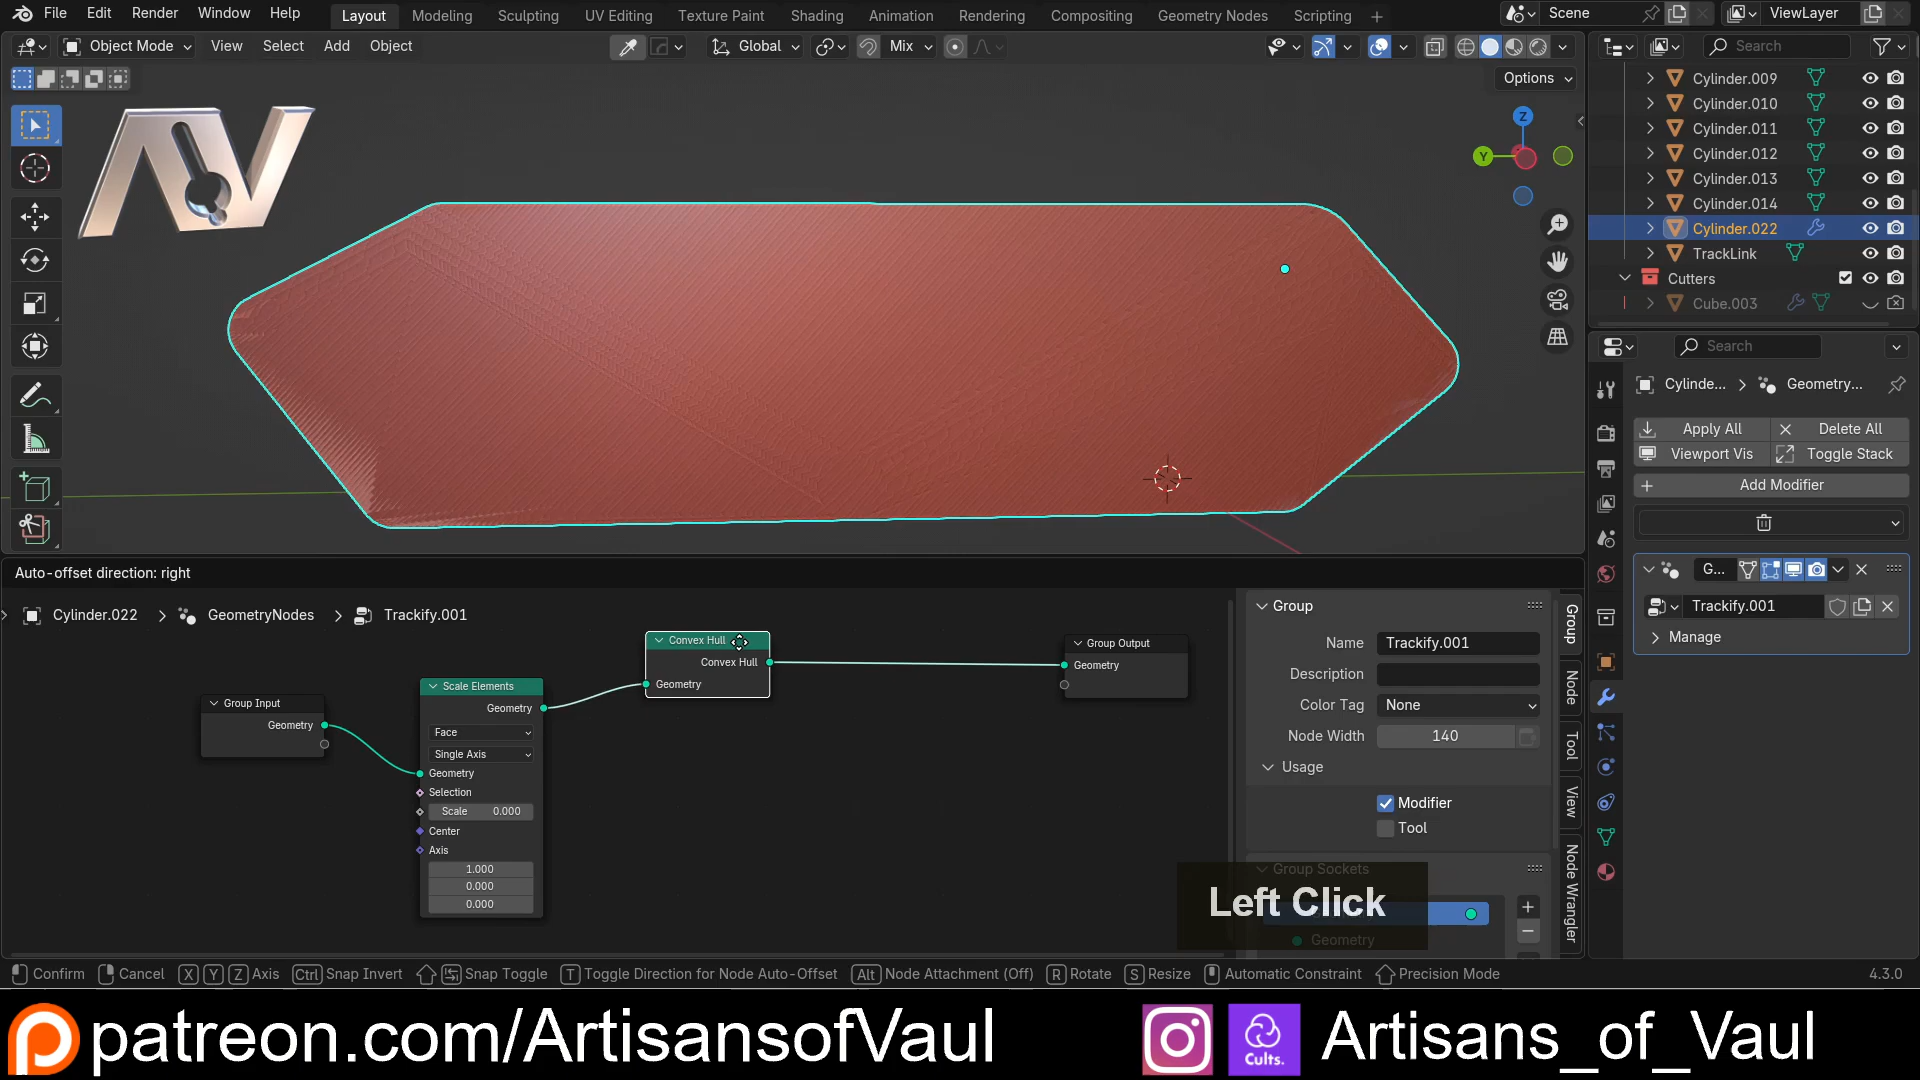 File Edit Render Window Help Layout Modeling Sculpting UV Editing Texture Paint Shading Animation Rendering Compositing Geometry Nodes Scripting + Scene ViewLayer
Object Mode View Select Add Object Global Mix Search
Options
Cylinder.009
Cylinder.010
Cylinder.011
Cylinder.012
Cylinder.013
Cylinder.014
Cylinder.022
TrackLink
Cutters
Cube.003
Z
Y
Search
Cylinde... Geometry...
Apply All Delete All
Viewport Vis Toggle Stack
Add Modifier
G...
Trackify.001
Manage
Auto-offset direction: right
Cylinder.022 GeometryNodes Trackify.001
Group Input
Geometry
Scale Elements
Geometry
Face
Single Axis
Geometry
Selection
Scale 0.000
Center
Axis
1.000
0.000
0.000
Convex Hull
Convex Hull
Geometry
Group Output
Geometry
Group
Name Trackify.001
Description
Color Tag None
Node Width 140
Usage
Modifier
Tool
Group Sockets
Geometry
Group
Node
Tool
View
Node Wrangler
Left Click
Confirm Cancel X Y Z Axis Ctrl Snap Invert Snap Toggle T Toggle Direction for Node Auto-Offset Alt Node Attachment (Off) R Rotate S Resize Automatic Constraint Precision Mode 4.3.0
patreon.com/ArtisansofVaul Cults. Artisans_of_Vaul